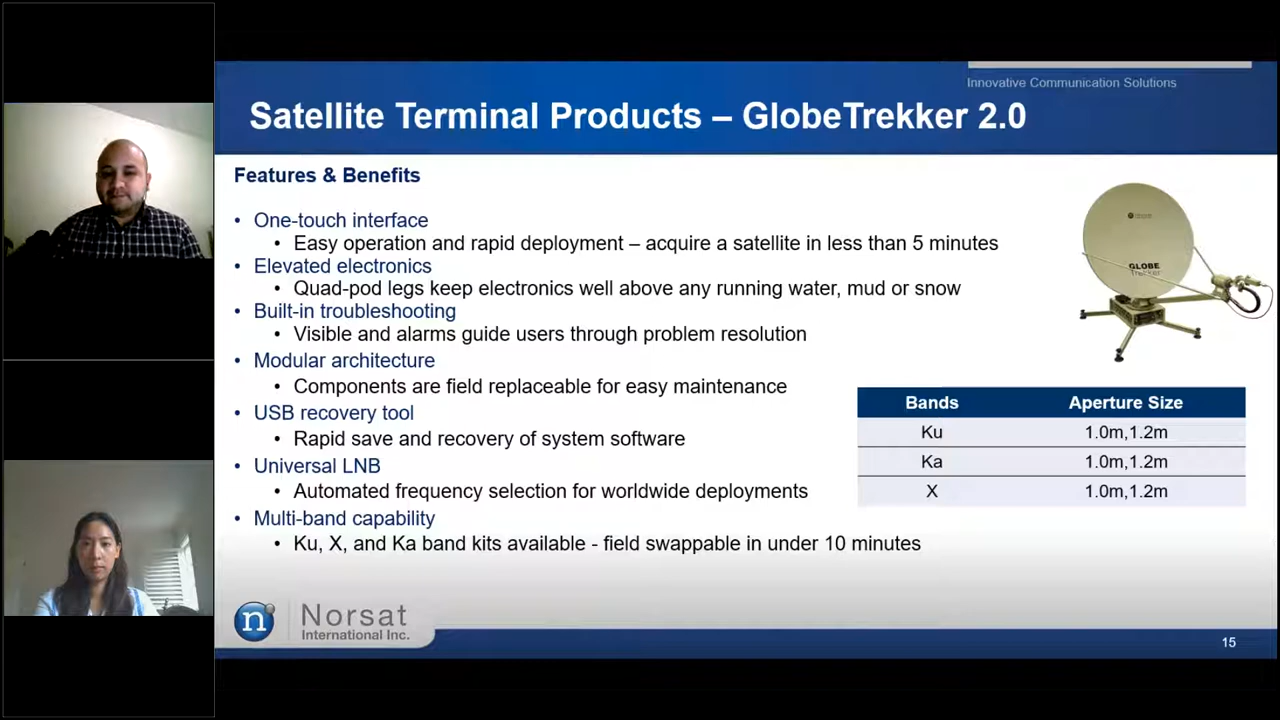 Innovative Communication Solutions
Satellite Terminal Products – GlobeTrekker 2.0
Features & Benefits
• One-touch interface
• Easy operation and rapid deployment – acquire a satellite in less than 5 minutes
• Elevated electronics
• Quad-pod legs keep electronics well above any running water, mud or snow
• Built-in troubleshooting
• Visible and alarms guide users through problem resolution
• Modular architecture
• Components are field replaceable for easy maintenance
• USB recovery tool
• Rapid save and recovery of system software
• Universal LNB
• Automated frequency selection for worldwide deployments
• Multi-band capability
• Ku, X, and Ka band kits available - field swappable in under 10 minutes
GLOBE
Trekker
Bands Aperture Size
Ku 1.0m,1.2m
Ka 1.0m,1.2m
X 1.0m,1.2m
n Norsat
International Inc.
15